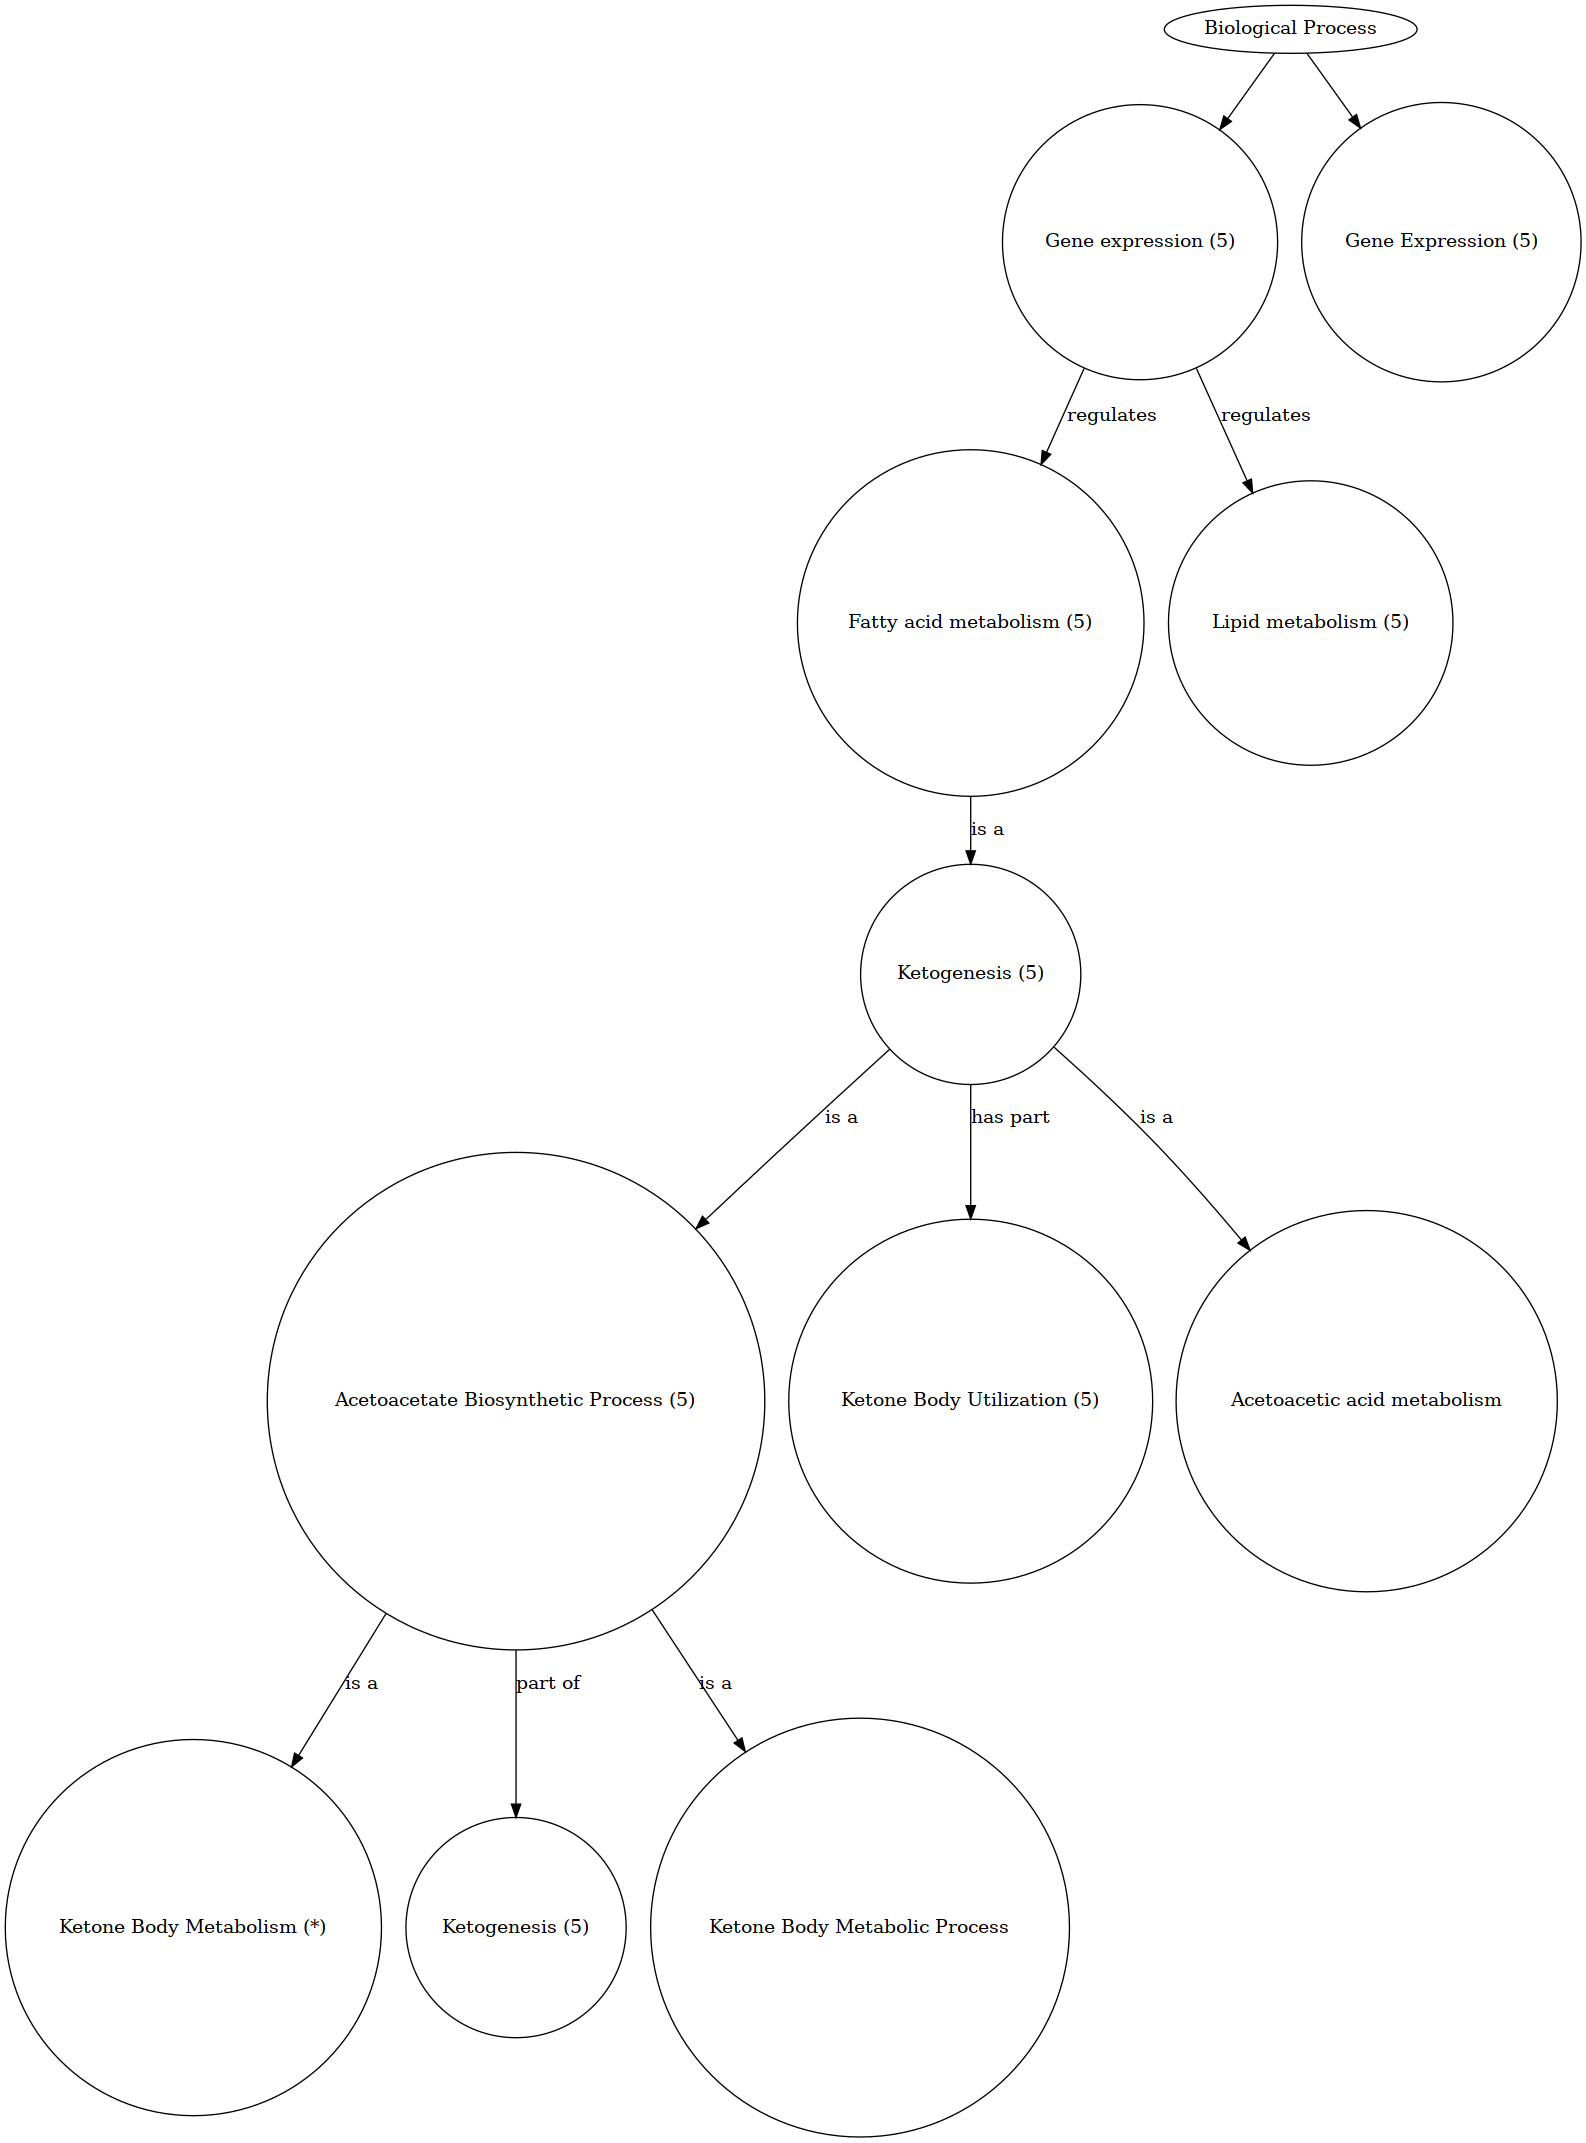 Biological Process
Gene expression (5)
Gene Expression (5)
regulates
regulates
Fatty acid metabolism (5)
Lipid metabolism (5)
is a
Ketogenesis (5)
is a
has part
is a
Acetoacetate Biosynthetic Process (5)
Ketone Body Utilization (5)
Acetoacetic acid metabolism
is a
part of
is a
Ketone Body Metabolism (*)
Ketogenesis (5)
Ketone Body Metabolic Process